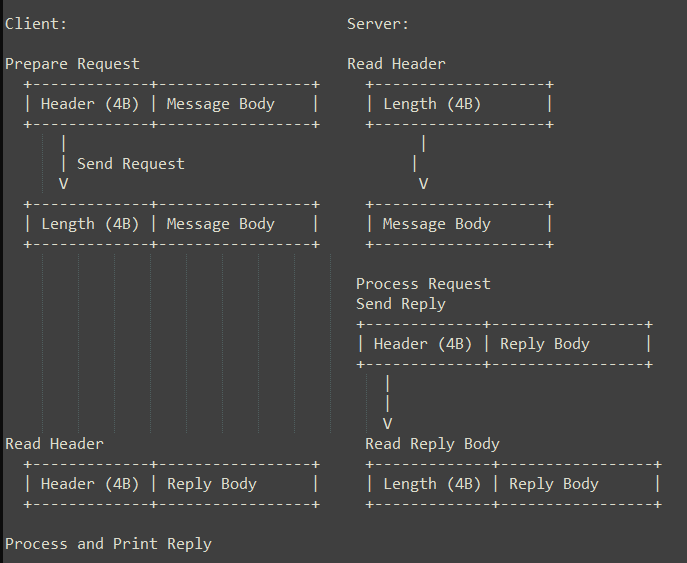 Client:                               Server:

Prepare Request                       Read Header
  +-------------+-----------------+     +-------------------+
  | Header (4B) | Message Body    |     | Length (4B)       |
  +-------------+-----------------+     +-------------------+
      |                                       |
      | Send Request                         |
      V                                       V
  +-------------+-----------------+     +-------------------+
  | Length (4B) | Message Body    |     | Message Body      |
  +-------------+-----------------+     +-------------------+

                                       Process Request
                                       Send Reply
                                       +-------------+-----------------+
                                       | Header (4B) | Reply Body      |
                                       +-------------+-----------------+
                                          |
                                          |
                                          V
Read Header                             Read Reply Body
  +-------------+-----------------+     +-------------+-----------------+
  | Header (4B) | Reply Body      |     | Length (4B) | Reply Body      |
  +-------------+-----------------+     +-------------+-----------------+

Process and Print Reply